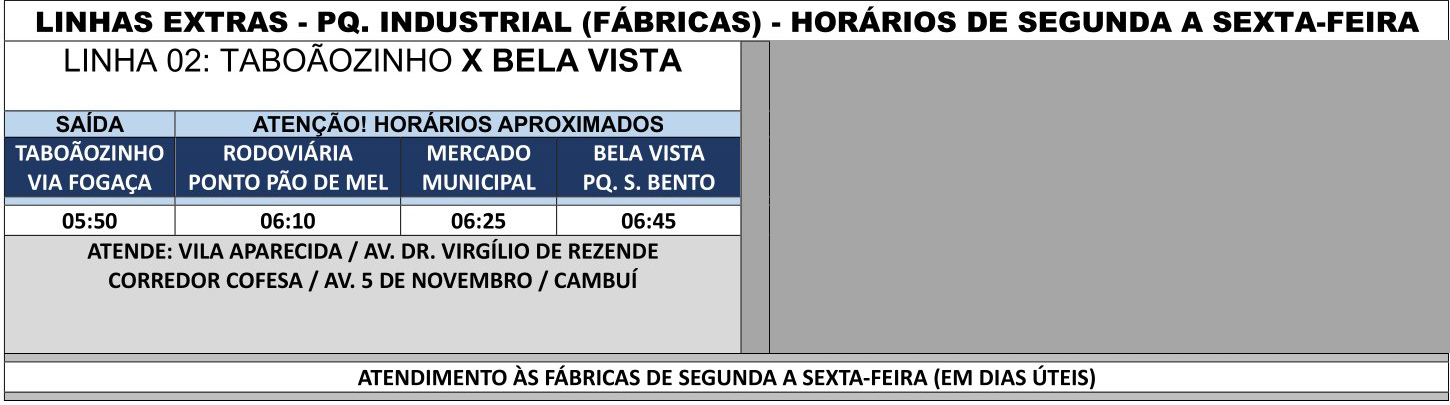 LINHAS EXTRAS - PQ. INDUSTRIAL (FÁBRICAS) - HORÁRIOS DE SEGUNDA A SEXTA-FEIRA
LINHA 02: TABOÃOZINHO X BELA VISTA
SAÍDA ATENÇÃO! HORÁRIOS APROXIMADOS
TABOÃOZINHO RODOVIÁRIA MERCADO BELA VISTA
VIA FOGAÇA PONTO PÃO DE MEL MUNICIPAL PQ. S. BENTO
05:50 06:10 06:25 06:45
ATENDE: VILA APARECIDA / AV. DR. VIRGÍLIO DE REZENDE
CORREDOR COFESA / AV. 5 DE NOVEMBRO / CAMBUÍ
ATENDIMENTO ÀS FÁBRICAS DE SEGUNDA A SEXTA-FEIRA (EM DIAS ÚTEIS)